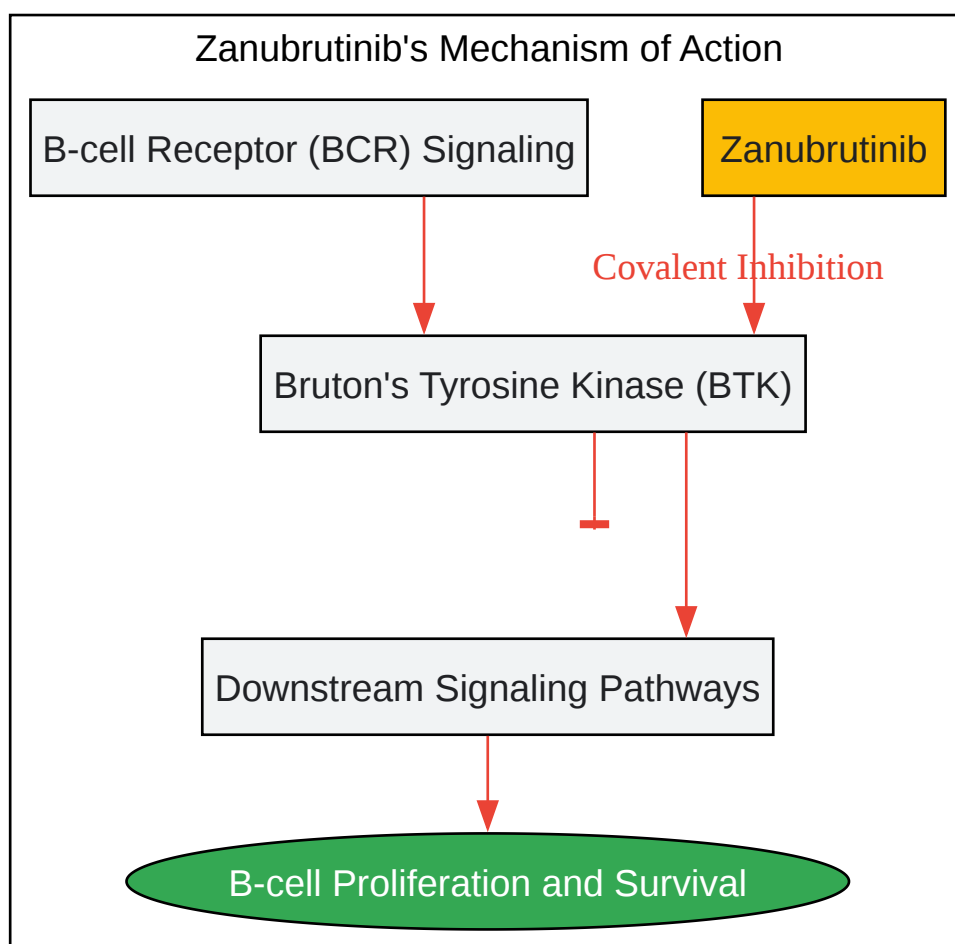 Zanubrutinib's Mechanism of Action
B-cell Receptor (BCR) Signaling
Zanubrutinib
Covalent Inhibition
Bruton's Tyrosine Kinase (BTK)
Downstream Signaling Pathways
B-cell Proliferation and Survival